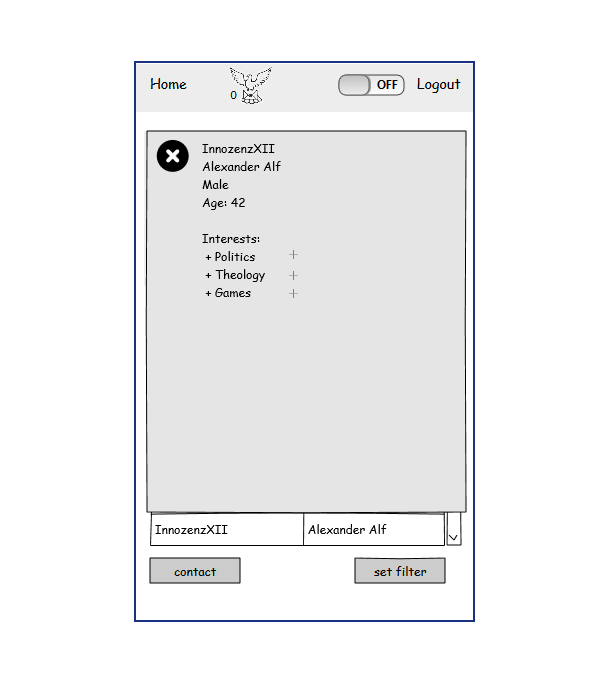 Home
0
OFF
Logout
InnozenzXII
Alexander Alf
Male
Age: 42
Interests:
+ Politics +
+ Theology +
+ Games +
InnozenzXII Alexander Alf
contact
set filter